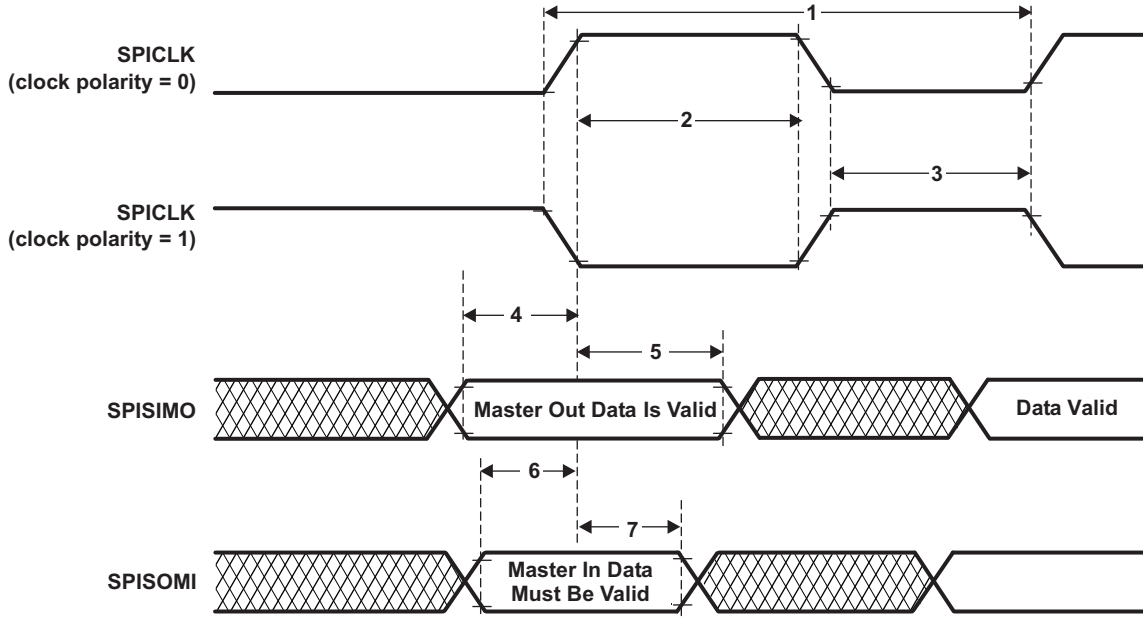 1
SPICLK
(clock polarity = 0)
2
3
SPICLK
(clock polarity = 1)
4
5
SPISIMO
Master Out Data Is Valid
Data Valid
6
7
SPISOMI
Master In Data
Must Be Valid